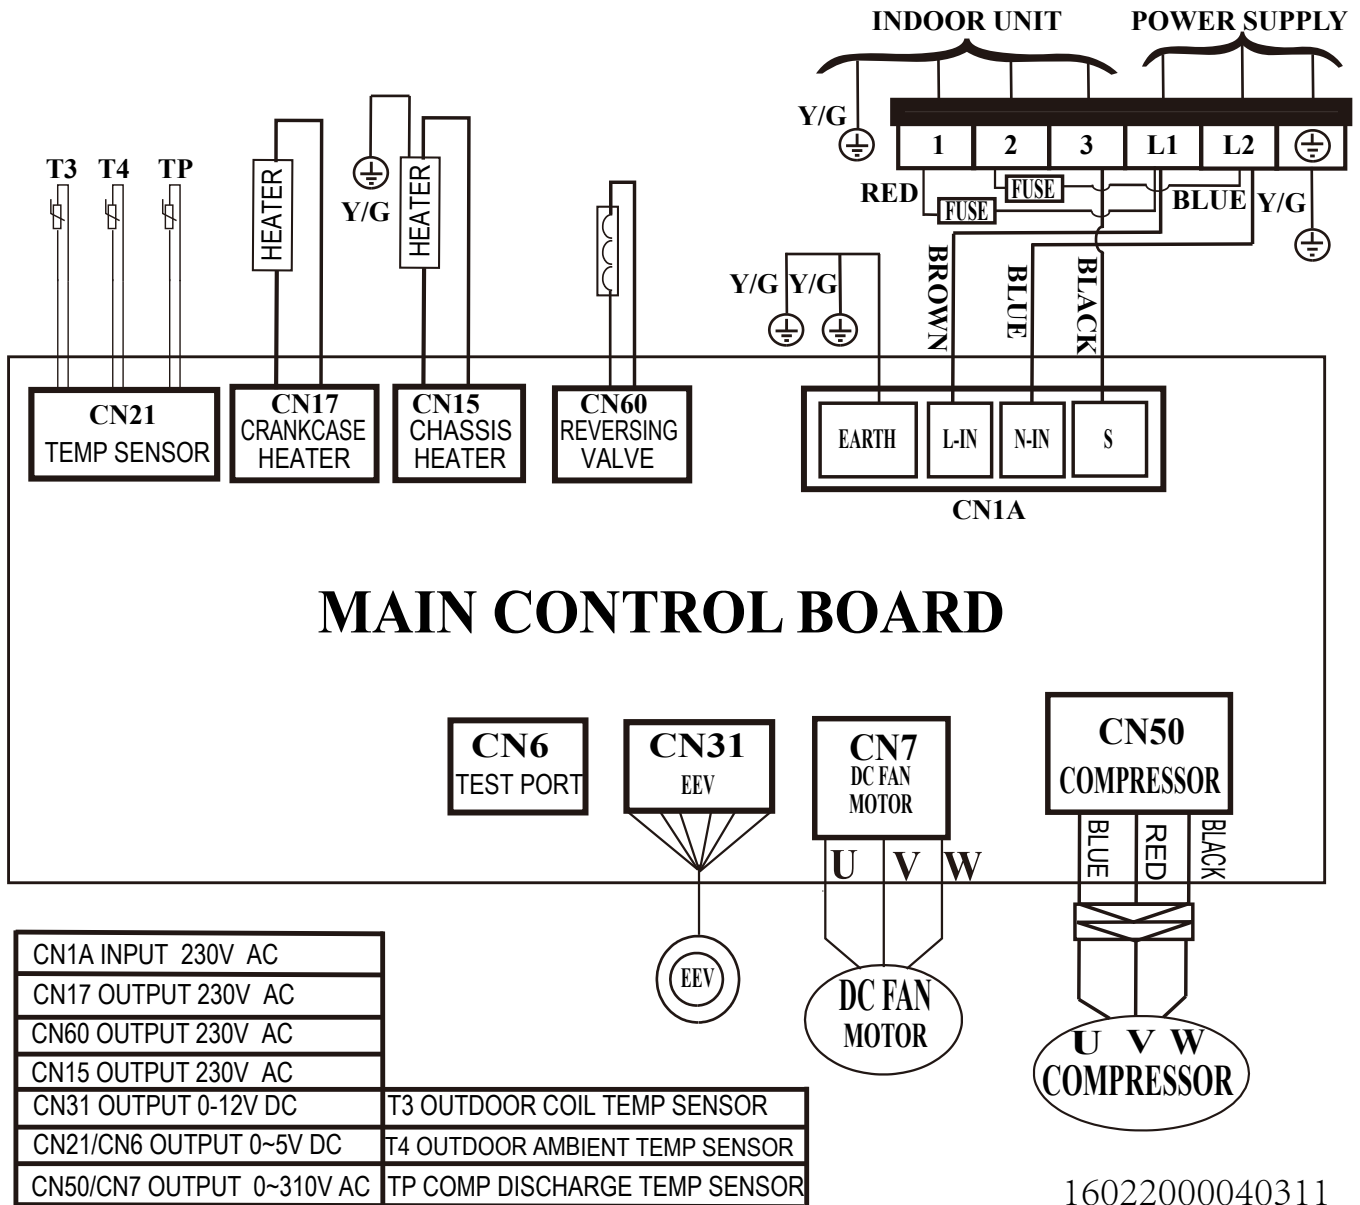 INDOOR UNIT
POWER SUPPLY
Y/G
1 2 3 L1 L2
RED
FUSE
FUSE
BLUE
Y/G
T3 T4 TP
HEATER
HEATER
Y/G
Y/G Y/G
BROWN
BLUE
BLACK
CN21
TEMP SENSOR
CN17
CRANKCASE
HEATER
CN15
CHASSIS
HEATER
CN60
REVERSING
VALVE
EARTH
L-IN
N-IN
S
CN1A
MAIN CONTROL BOARD
CN6
TEST PORT
CN31
EEV
CN7
DC FAN
MOTOR
CN50
COMPRESSOR
U V W
BLUE
RED
BLACK
EEV
DC FAN
MOTOR
U V W
COMPRESSOR
CN1A INPUT 230V AC
CN17 OUTPUT 230V AC
CN60 OUTPUT 230V AC
CN15 OUTPUT 230V AC
CN31 OUTPUT 0-12V DC
T3 OUTDOOR COIL TEMP SENSOR
CN21/CN6 OUTPUT 0~5V DC
T4 OUTDOOR AMBIENT TEMP SENSOR
CN50/CN7 OUTPUT 0~310V AC
TP COMP DISCHARGE TEMP SENSOR
16022000040311